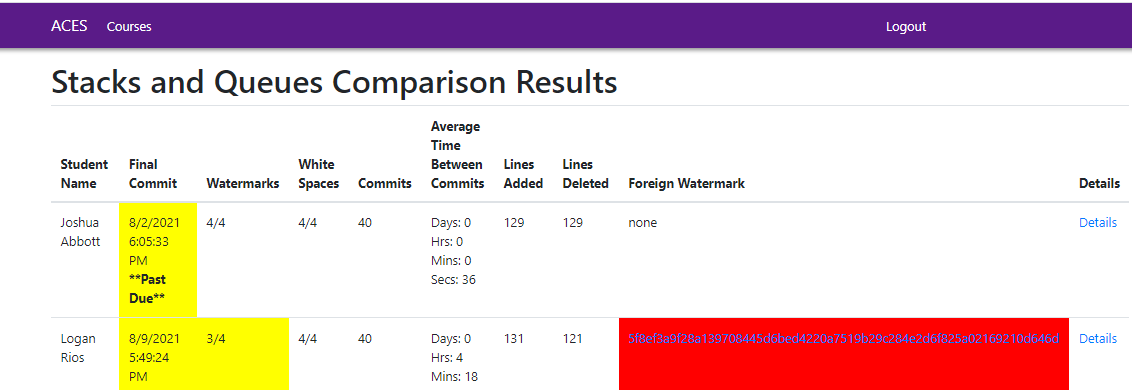 ACES Courses Logout
Stacks and Queues Comparison Results
Student Name Final Commit Watermarks White Spaces Commits Average Time Between Commits Lines Added Lines Deleted Foreign Watermark Details
Joshua Abbott 8/2/2021 6:05:33 PM **Past Due** 4/4 4/4 40 Days: 0 Hrs: 0 Mins: 0 Secs: 36 129 129 none Details
Logan Rios 8/9/2021 5:49:24 PM 3/4 4/4 40 Days: 0 Hrs: 4 Mins: 18 131 121 5f8ef3a9f28a139708445d6bed4220a7519b29c284e2d6f825a02169210d646d Details